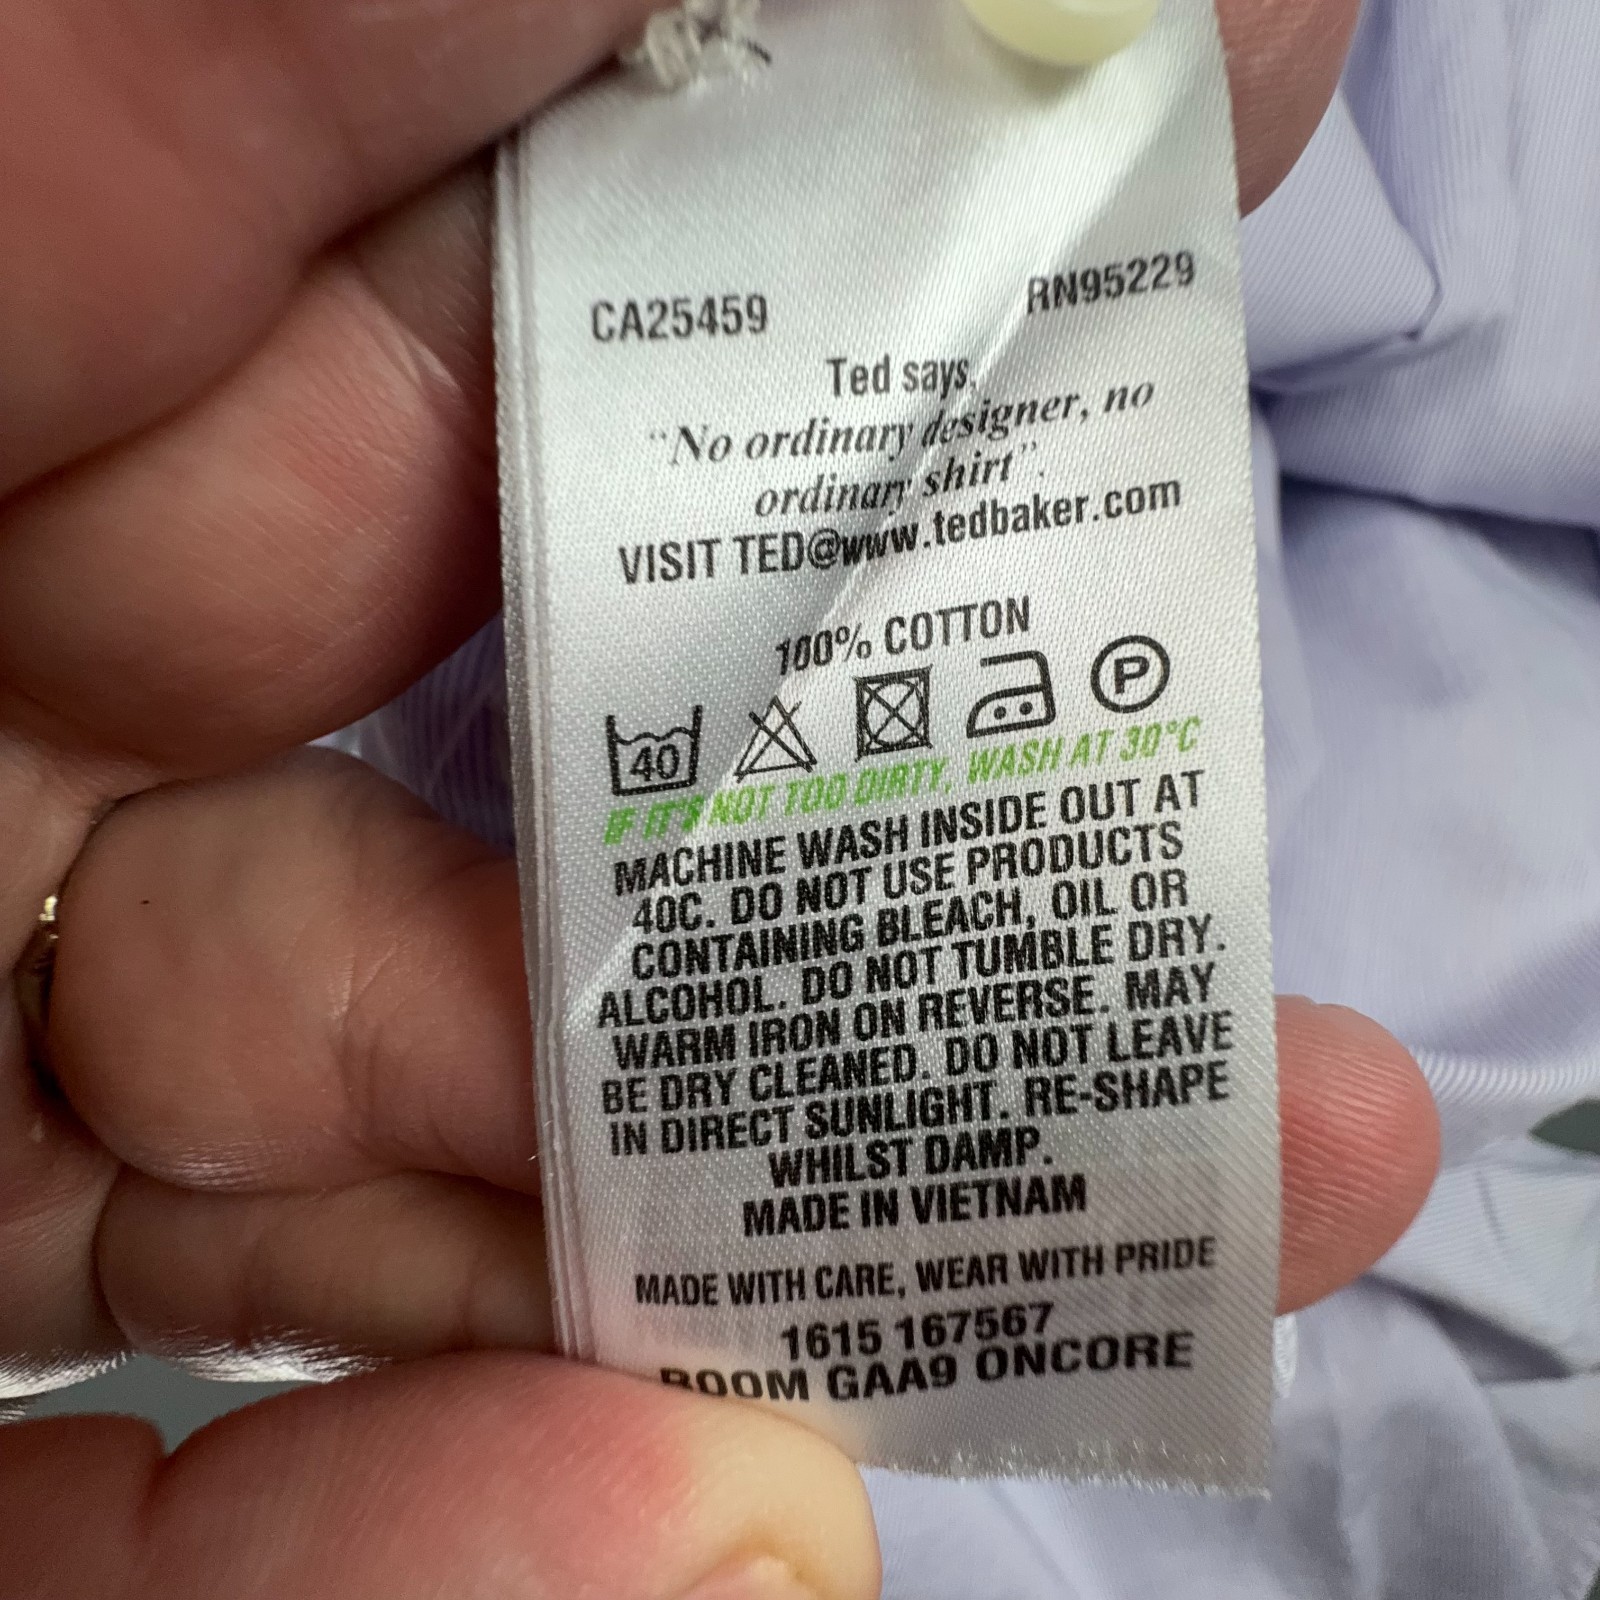 CA25459 RN95229
Ted says,
"No ordinary designer, no
ordinary shirt".
VISIT TED@www.tedbaker.com
100% COTTON
40 P
IF IT'S NOT TOO DIRTY, WASH AT 30°C
MACHINE WASH INSIDE OUT AT
40C. DO NOT USE PRODUCTS
CONTAINING BLEACH, OIL OR
ALCOHOL. DO NOT TUMBLE DRY.
WARM IRON ON REVERSE. MAY
BE DRY CLEANED. DO NOT LEAVE
IN DIRECT SUNLIGHT. RE-SHAPE
WHILST DAMP.
MADE IN VIETNAM
MADE WITH CARE, WEAR WITH PRIDE
1615 167567
GAA9 ONCORE